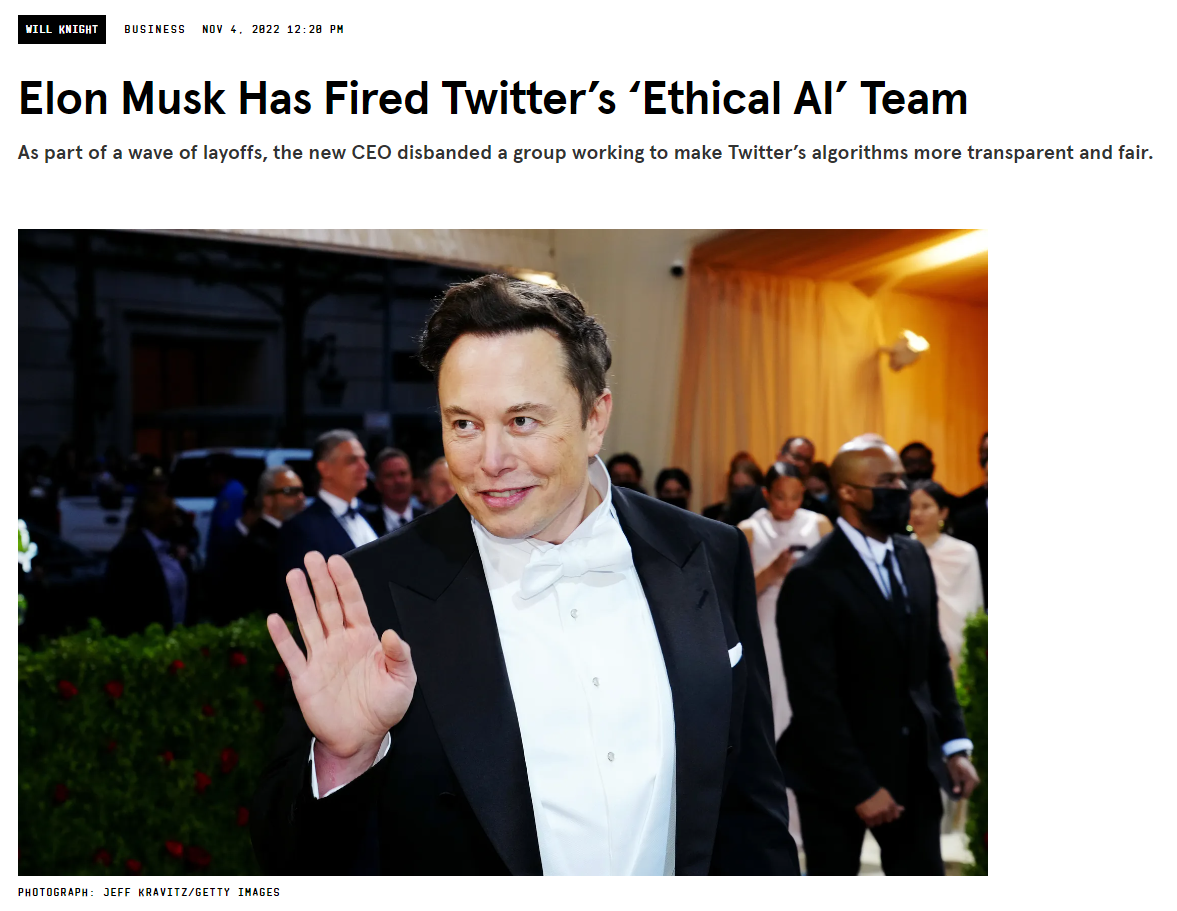 WILL KNIGHT BUSINESS NOV 4, 2022 12:20 PM
Elon Musk Has Fired Twitter’s ‘Ethical AI’ Team
As part of a wave of layoffs, the new CEO disbanded a group working to make Twitter’s algorithms more transparent and fair.
PHOTOGRAPH: JEFF KRAVITZ/GETTY IMAGES